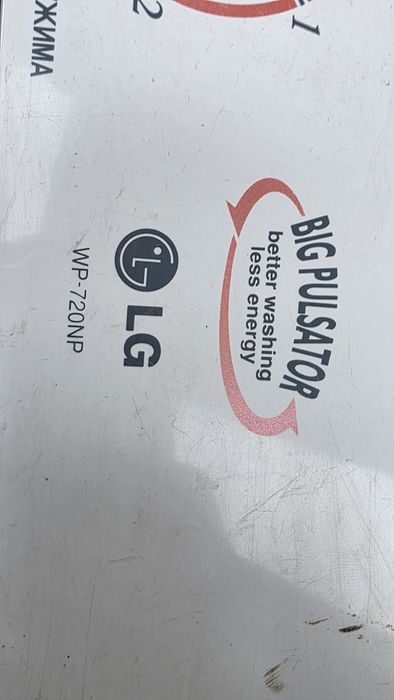 1
2
ЖИМА
BIG PULSATOR
better washing
less energy
LG
WP-720NP